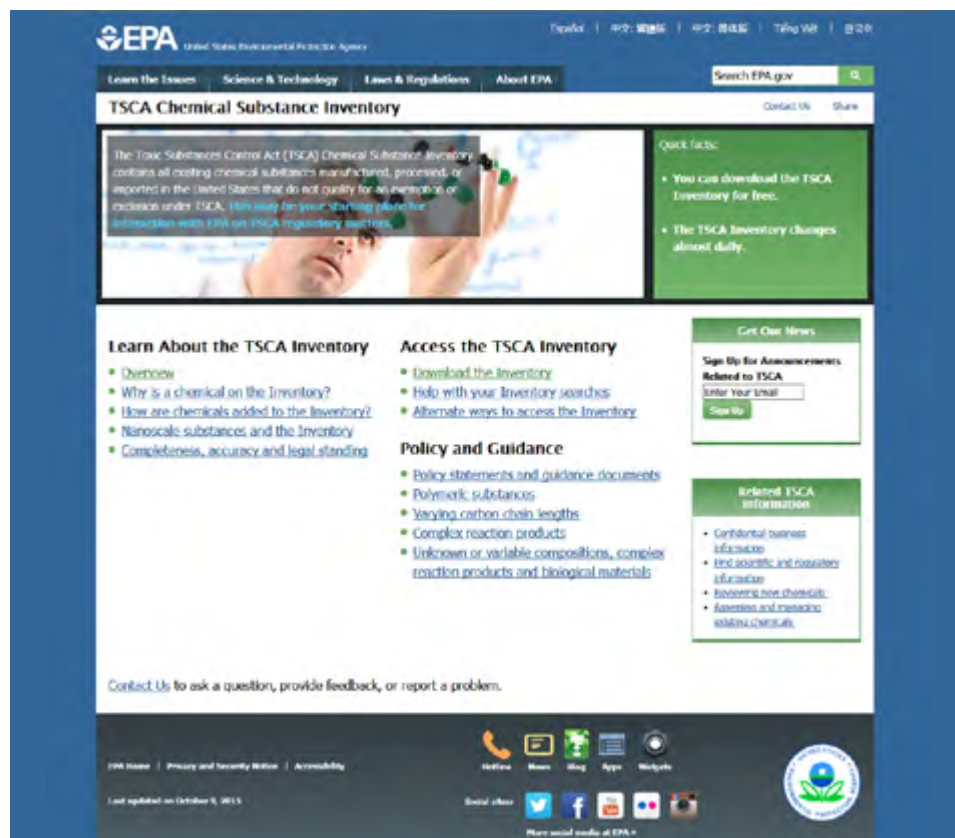 EPA United States Environmental Protection Agency
Español | 中文: 繁體版 | 中文: 简体版 | Tiếng Việt | 한국어
Learn the Issues Science & Technology Laws & Regulations About EPA
Search EPA.gov
TSCA Chemical Substance Inventory
Contact Us Share
The Toxic Substances Control Act (TSCA) Chemical Substance Inventory
contains all existing chemical substances manufactured, processed, or
imported in the United States that do not qualify for an exemption or
exclusion under TSCA. This may be your starting place for
interaction with EPA on TSCA regulatory matters.
Quick facts:
• You can download the TSCA
Inventory for free.
• The TSCA Inventory changes
almost daily.
Learn About the TSCA Inventory
• Overview
• Why is a chemical on the Inventory?
• How are chemicals added to the Inventory?
• Nanoscale substances and the Inventory
• Completeness, accuracy and legal standing
Access the TSCA Inventory
• Download the Inventory
• Help with your Inventory searches
• Alternate ways to access the Inventory
Policy and Guidance
• Policy statements and guidance documents
• Polymeric substances
• Varying carbon chain lengths
• Complex reaction products
• Unknown or variable compositions, complex
reaction products and biological materials
Get Our News
Sign Up for Announcements
Related to TSCA
Enter Your Email
Sign Up
Related TSCA
Information
• Confidential business
information
• Find scientific and regulatory
information
• Reviewing new chemicals
• Assessing and managing
existing chemicals
Contact Us to ask a question, provide feedback, or report a problem.
Hotline News Blog Apps Widgets
EPA Home | Privacy and Security Notice | Accessibility
Last updated on October 9, 2013
Social sites:
You Tube
More social media at EPA »